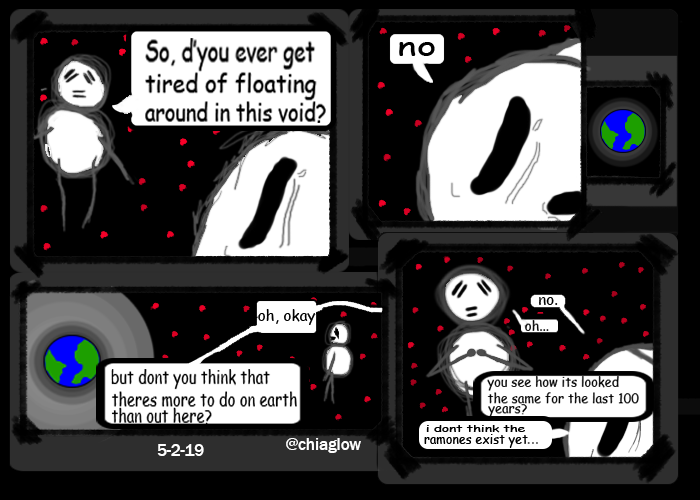 So, d'you ever get
tired of floating
around in this void?
no
oh, okay
but dont you think that
theres more to do on earth
than out here?
no.
oh...
you see how its looked
the same for the last 100
years?
i dont think the
ramones exist yet...
5-2-19
@chiaglow